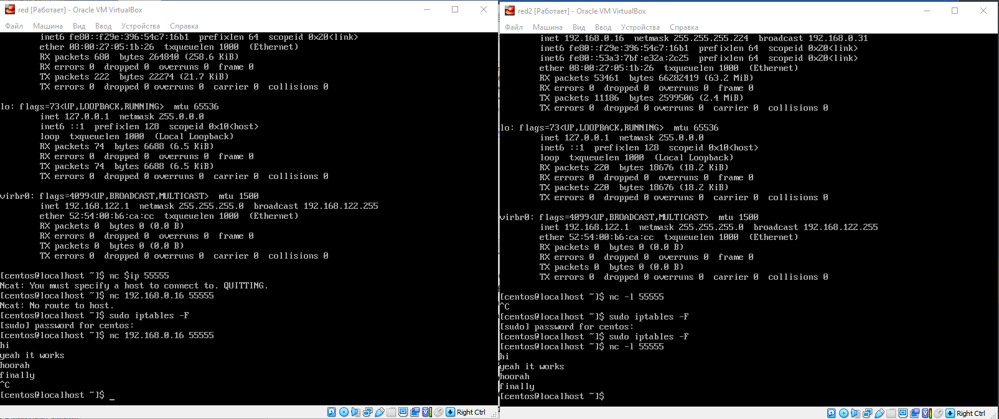 red [Работает] - Oracle VM VirtualBox
Файл Машина Вид Ввод Устройства Справка
inet6 fe80::f29e:396:54c7:16b1 prefixlen 64 scopeid 0x20<link>
ether 08:00:27:05:1b:26 txqueuelen 1000 (Ethernet)
RX packets 680 bytes 264840 (258.6 KiB)
RX errors 0 dropped 0 overruns 0 frame 0
TX packets 222 bytes 22274 (21.7 KiB)
TX errors 0 dropped 0 overruns 0 carrier 0 collisions 0
lo: flags=73<UP,LOOPBACK,RUNNING> mtu 65536
inet 127.0.0.1 netmask 255.0.0.0
inet6 ::1 prefixlen 128 scopeid 0x10<host>
loop txqueuelen 1000 (Local Loopback)
RX packets 74 bytes 6688 (6.5 KiB)
RX errors 0 dropped 0 overruns 0 frame 0
TX packets 74 bytes 6688 (6.5 KiB)
TX errors 0 dropped 0 overruns 0 carrier 0 collisions 0
virbr0: flags=4099<UP,BROADCAST,MULTICAST> mtu 1500
inet 192.168.122.1 netmask 255.255.255.0 broadcast 192.168.122.255
ether 52:54:00:b6:ca:cc txqueuelen 1000 (Ethernet)
RX packets 0 bytes 0 (0.0 B)
RX errors 0 dropped 0 overruns 0 frame 0
TX packets 0 bytes 0 (0.0 B)
TX errors 0 dropped 0 overruns 0 carrier 0 collisions 0
[centos@localhost ~]$ nc $ip 55555
Ncat: You must specify a host to connect to. QUITTING.
[centos@localhost ~]$ nc 192.168.0.16 55555
Ncat: No route to host.
[centos@localhost ~]$ sudo iptables -F
[sudo] password for centos:
[centos@localhost ~]$ nc 192.168.0.16 55555
hi
yeah it works
hoorah
finally
^C
[centos@localhost ~]$ _
Right Ctrl
red2 [Работает] - Oracle VM VirtualBox
Файл Машина Вид Ввод Устройства Справка
inet 192.168.0.16 netmask 255.255.255.224 broadcast 192.168.0.31
inet6 fe80::f29e:396:54c7:16b1 prefixlen 64 scopeid 0x20<link>
inet6 fe80::53a3:7bf:e32a:2c25 prefixlen 64 scopeid 0x20<link>
ether 08:00:27:05:1b:26 txqueuelen 1000 (Ethernet)
RX packets 53461 bytes 66282419 (63.2 MiB)
RX errors 0 dropped 0 overruns 0 frame 0
TX packets 11186 bytes 2599506 (2.4 MiB)
TX errors 0 dropped 0 overruns 0 carrier 0 collisions 0
lo: flags=73<UP,LOOPBACK,RUNNING> mtu 65536
inet 127.0.0.1 netmask 255.0.0.0
inet6 ::1 prefixlen 128 scopeid 0x10<host>
loop txqueuelen 1000 (Local Loopback)
RX packets 220 bytes 18676 (18.2 KiB)
RX errors 0 dropped 0 overruns 0 frame 0
TX packets 220 bytes 18676 (18.2 KiB)
TX errors 0 dropped 0 overruns 0 carrier 0 collisions 0
virbr0: flags=4099<UP,BROADCAST,MULTICAST> mtu 1500
inet 192.168.122.1 netmask 255.255.255.0 broadcast 192.168.122.255
ether 52:54:00:b6:ca:cc txqueuelen 1000 (Ethernet)
RX packets 0 bytes 0 (0.0 B)
RX errors 0 dropped 0 overruns 0 frame 0
TX packets 0 bytes 0 (0.0 B)
TX errors 0 dropped 0 overruns 0 carrier 0 collisions 0
[centos@localhost ~]$ nc -l 55555
^C
[centos@localhost ~]$ sudo iptables -F
[sudo] password for centos:
[centos@localhost ~]$ sudo iptables -F
[centos@localhost ~]$ nc -l 55555
hi
yeah it works
hoorah
finally
[centos@localhost ~]$
Right Ctrl